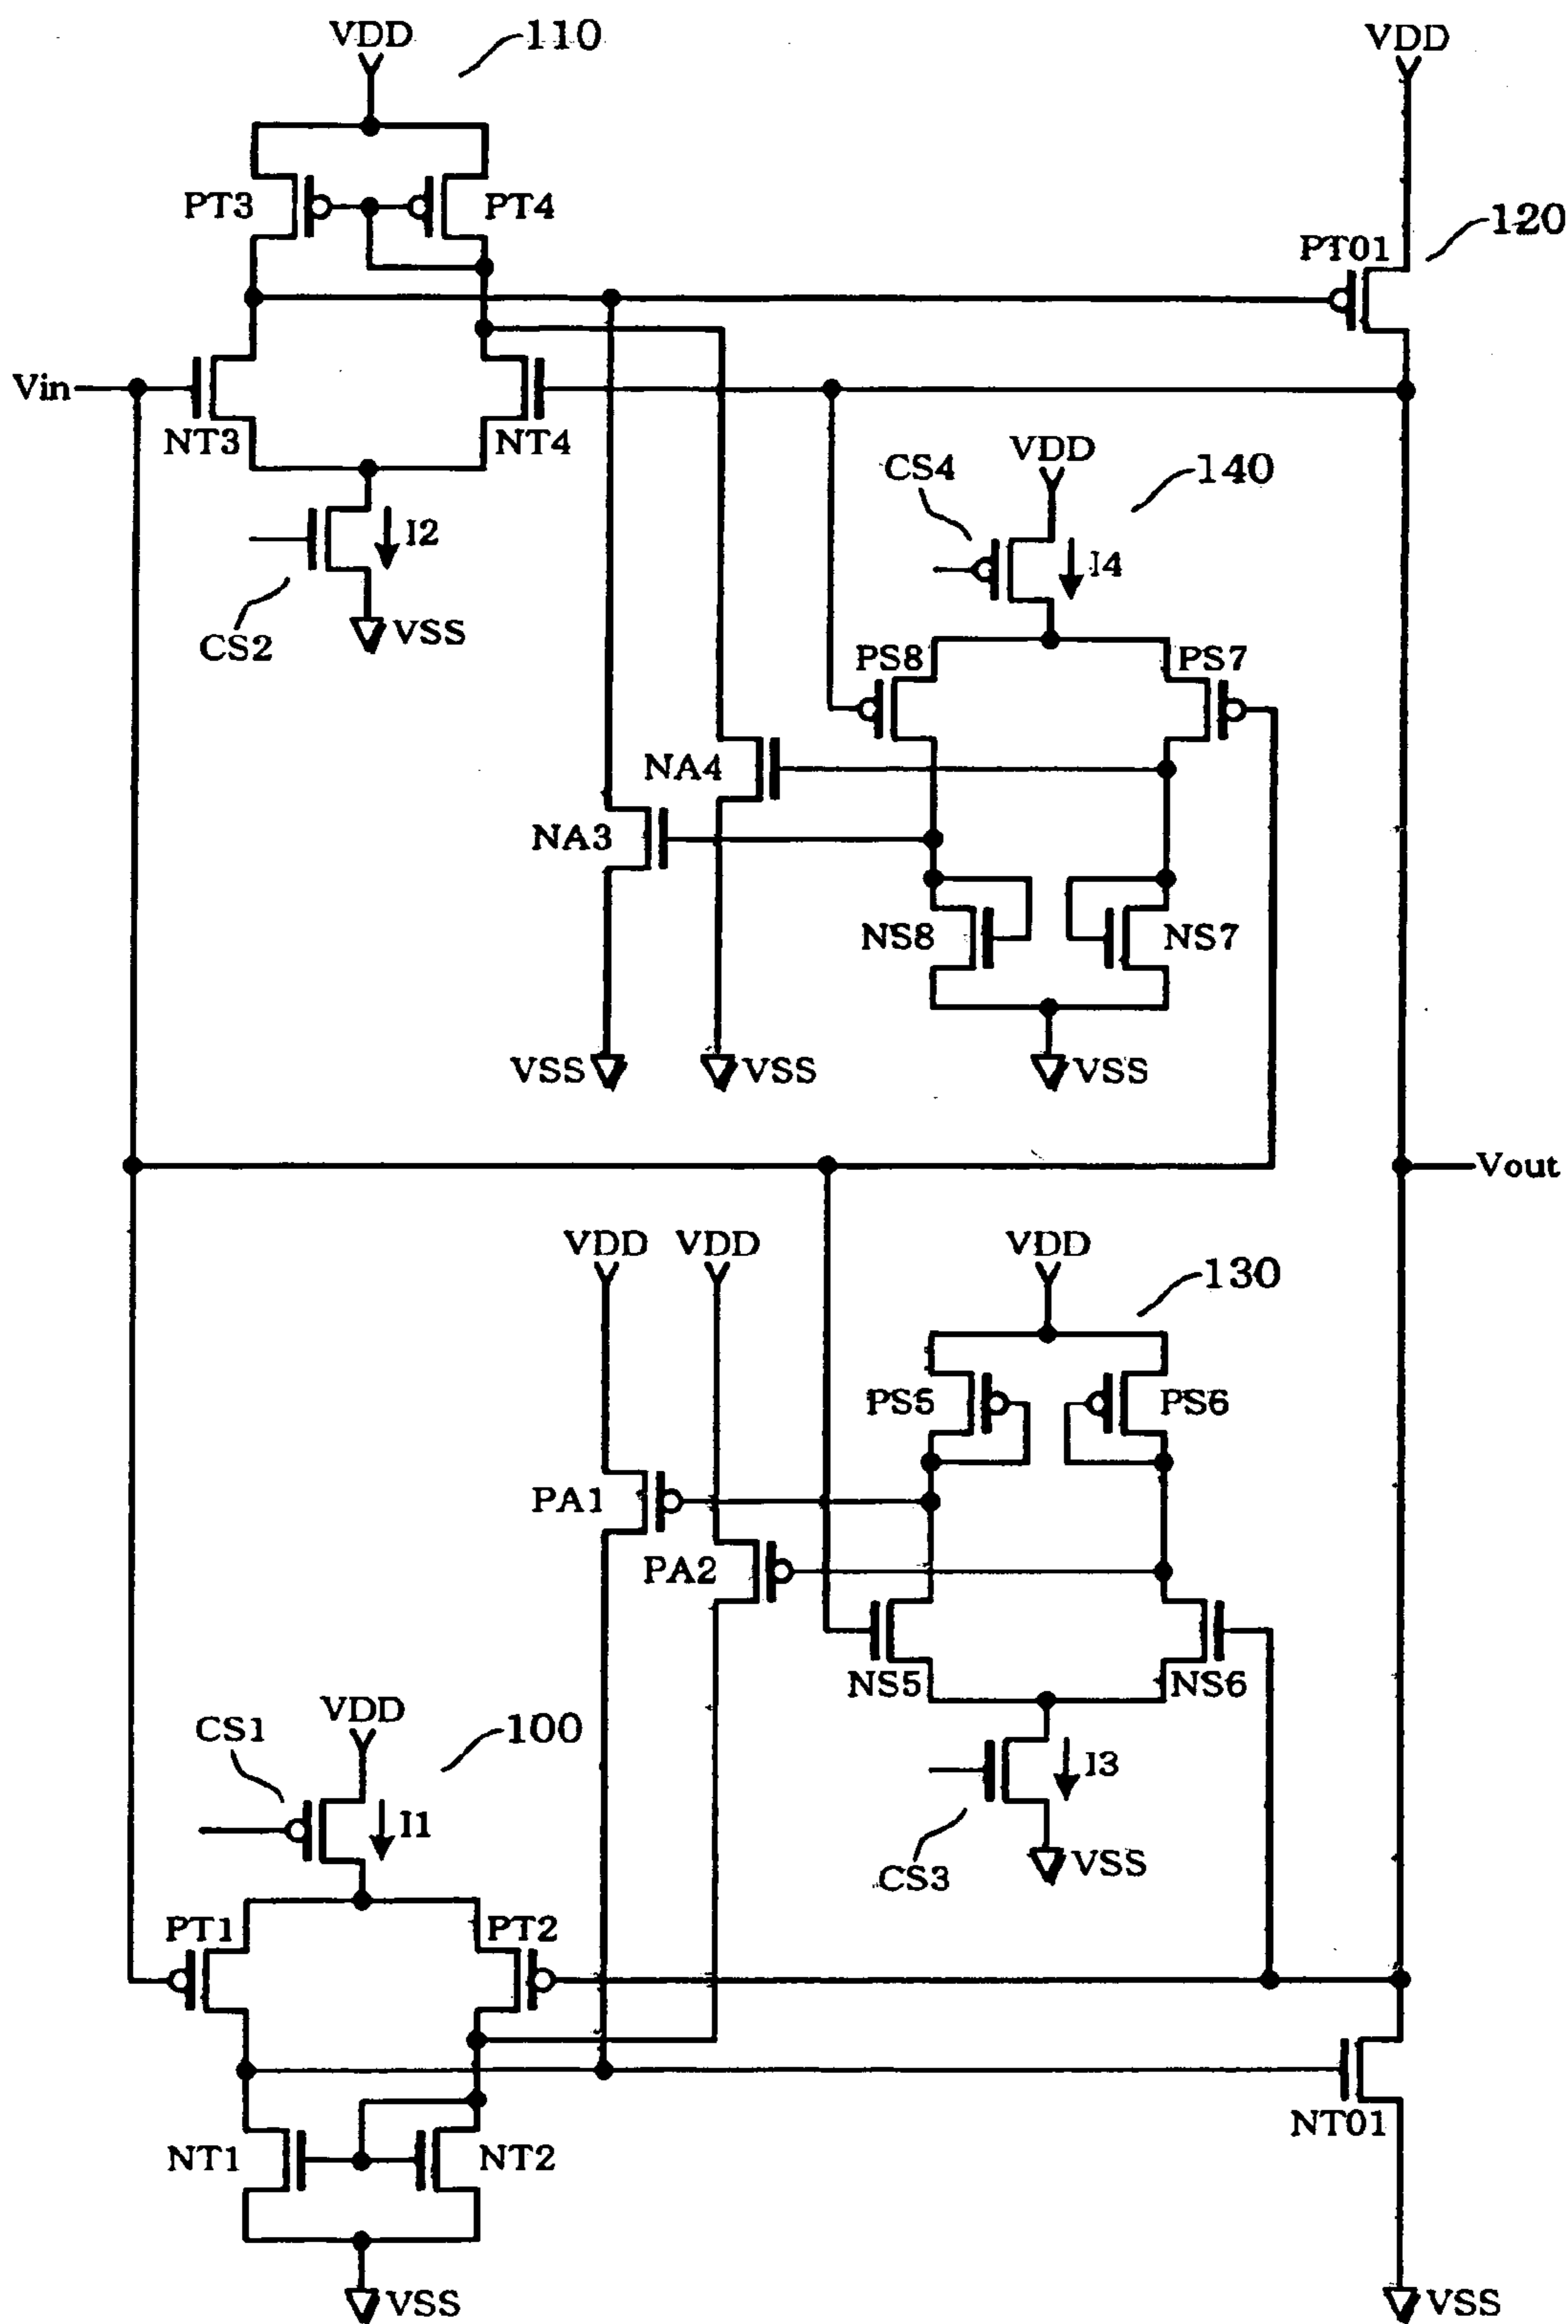 VDD
110
VDD
PT3
PT4
PT01
120
Vin
NT3
NT4
CS4
VDD
140
I2
I4
CS2
VSS
PS8
PS7
NA4
NA3
NS8
NS7
VSS
VSS
VSS
Vout
VDD
VDD
VDD
130
PS5
PS6
PA1
PA2
NS5
NS6
CS1
VDD
100
I3
I1
CS3
VSS
PT1
PT2
NT01
NT1
NT2
VSS
VSS